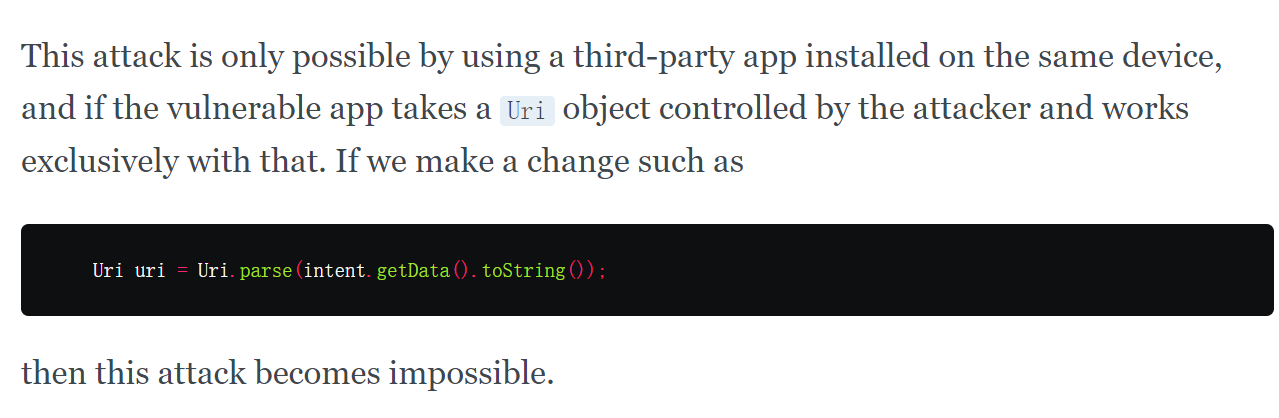 This attack is only possible by using a third-party app installed on the same device,
and if the vulnerable app takes a Uri object controlled by the attacker and works
exclusively with that. If we make a change such as
Uri uri = Uri.parse(intent.getData().toString());
then this attack becomes impossible.